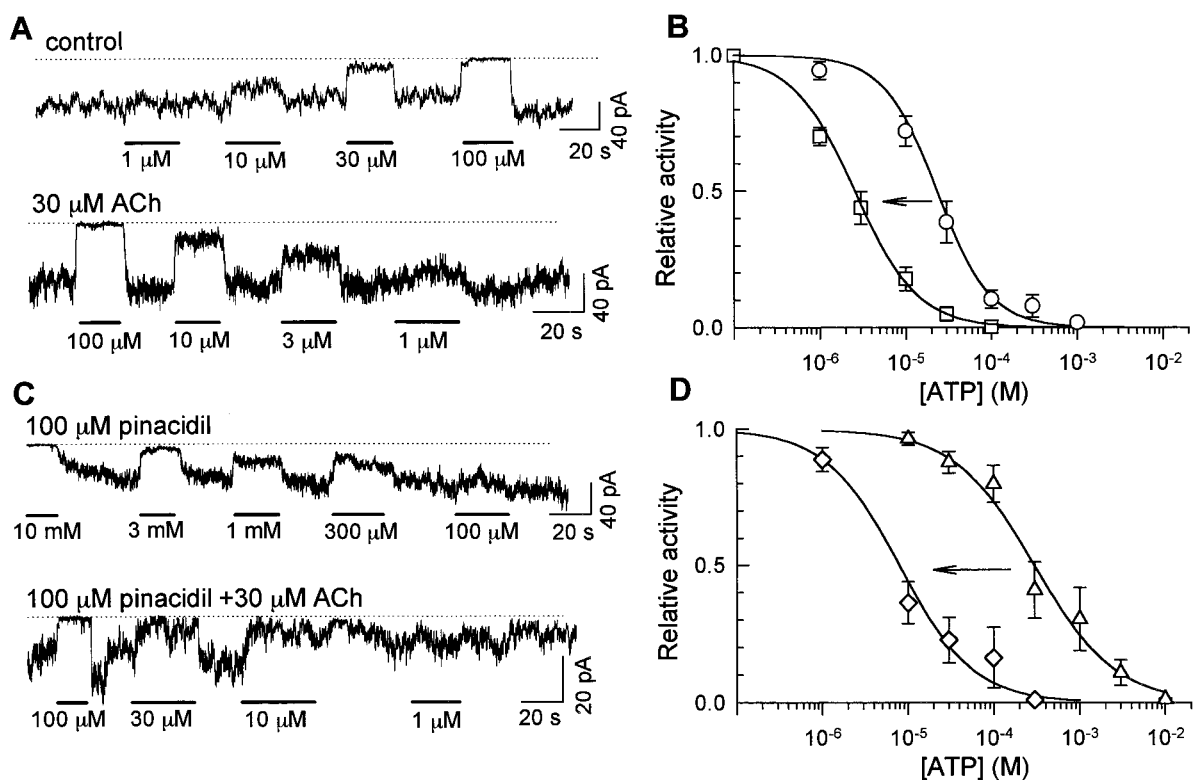 A
control
1 μM 10 μM 30 μM 100 μM
20 s
40 pA
30 μM ACh
100 μM 10 μM 3 μM 1 μM
20 s
40 pA
B
Relative activity
1.0
0.5
0.0
10-6 10-5 10-4 10-3 10-2
[ATP] (M)
C
100 μM pinacidil
10 mM 3 mM 1 mM 300 μM 100 μM
20 s
40 pA
100 μM pinacidil +30 μM ACh
100 μM 30 μM 10 μM 1 μM
20 s
20 pA
D
Relative activity
1.0
0.5
0.0
10-6 10-5 10-4 10-3 10-2
[ATP] (M)